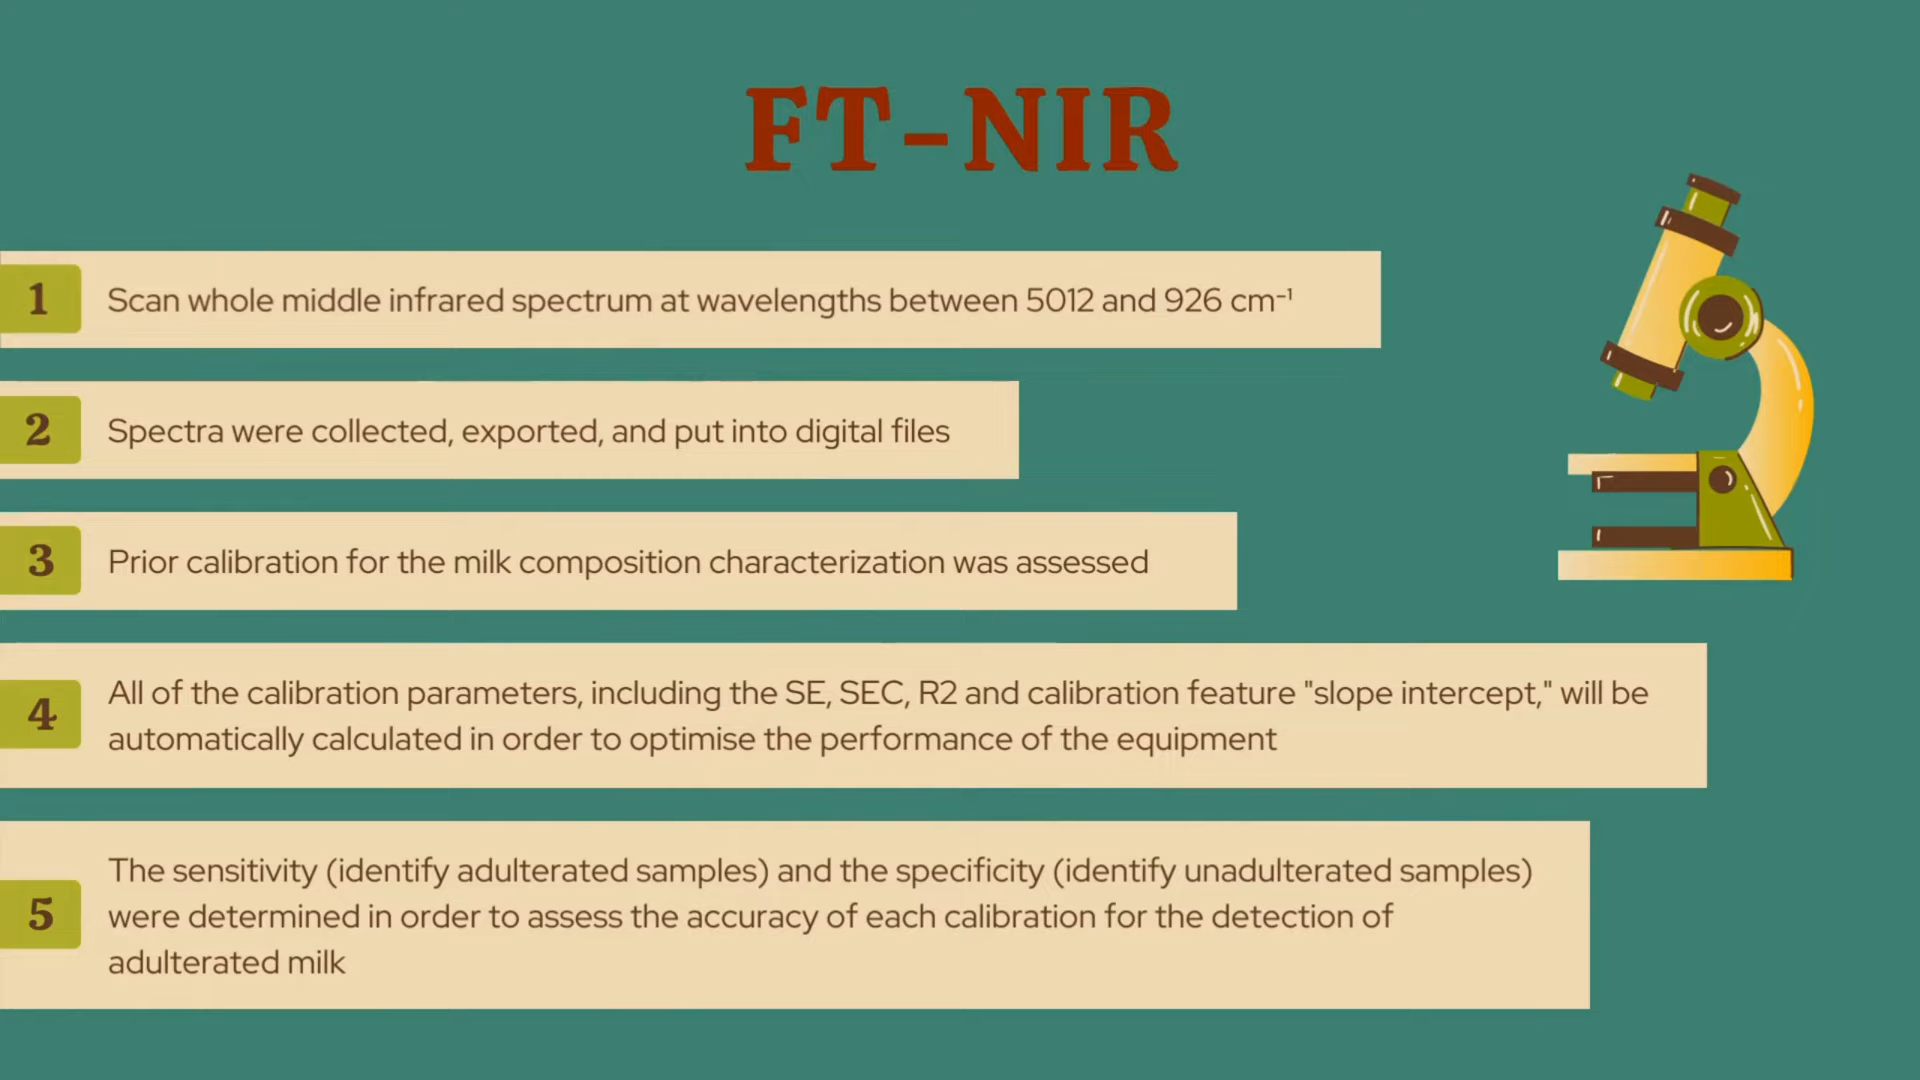 FT-NIR
1 Scan whole middle infrared spectrum at wavelengths between 5012 and 926 cm⁻¹
2 Spectra were collected, exported, and put into digital files
3 Prior calibration for the milk composition characterization was assessed
4 All of the calibration parameters, including the SE, SEC, R2 and calibration feature "slope intercept," will be
automatically calculated in order to optimise the performance of the equipment
5 The sensitivity (identify adulterated samples) and the specificity (identify unadulterated samples)
were determined in order to assess the accuracy of each calibration for the detection of
adulterated milk